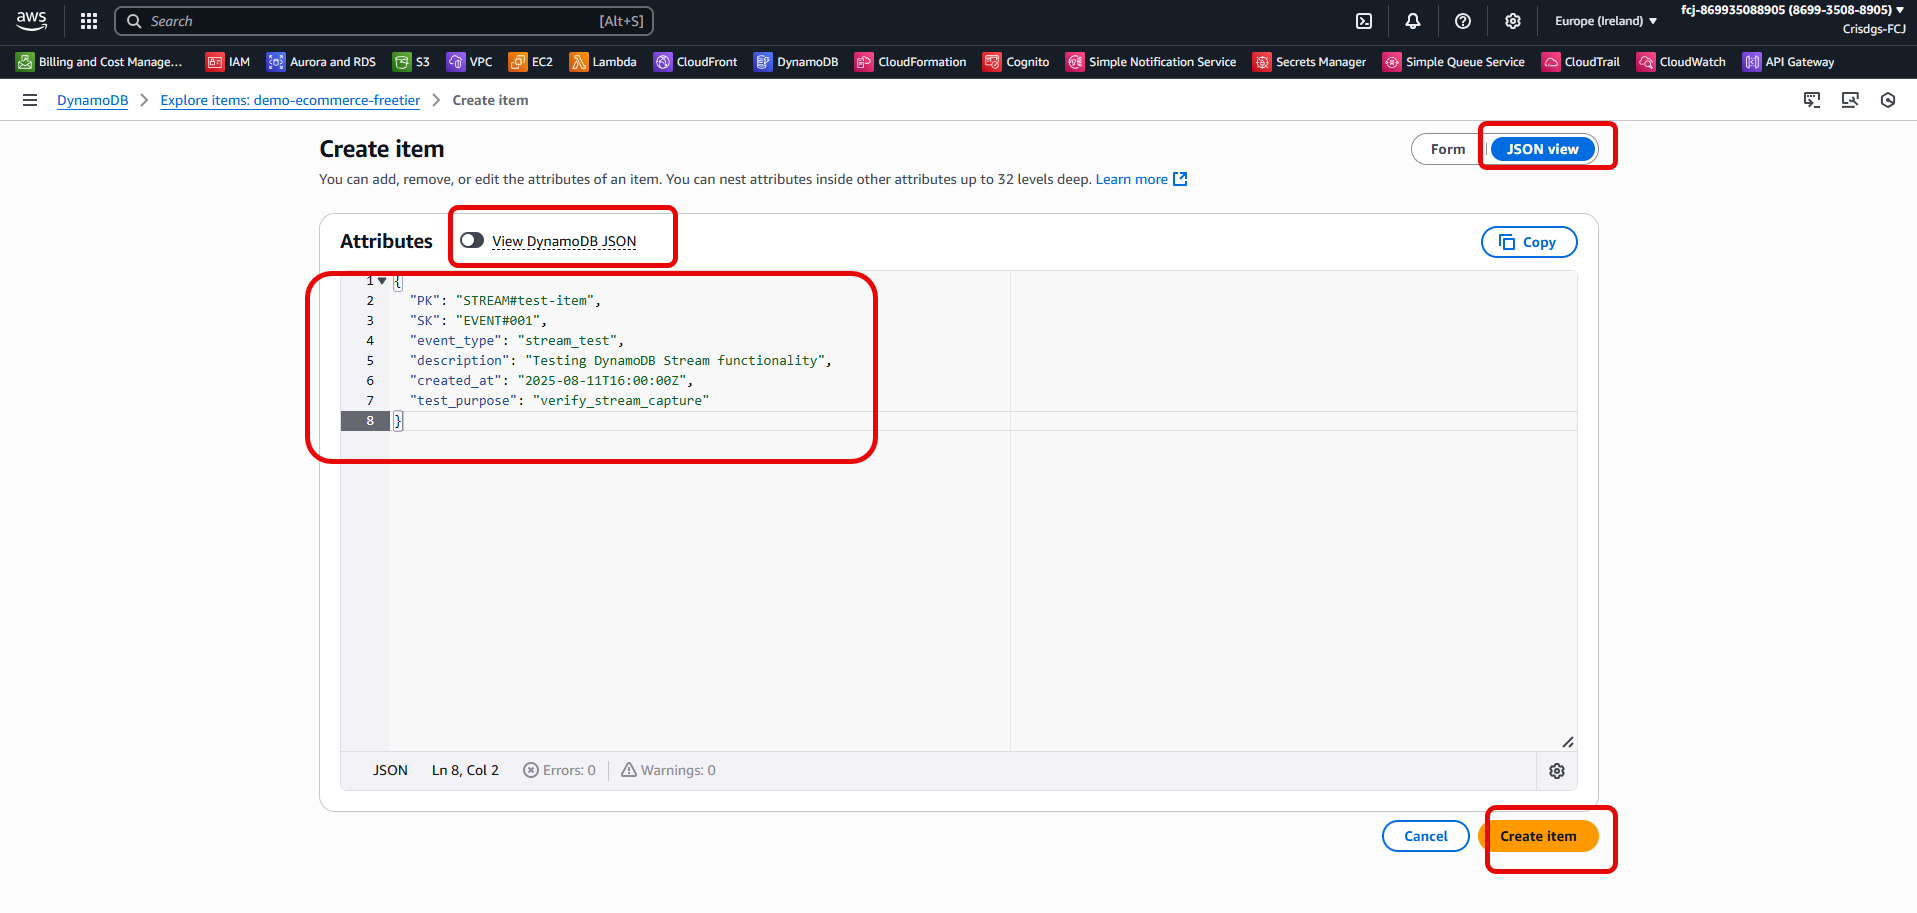 aws
Search [Alt+S]
Europe (Ireland)
fcj-869935088905 (8699-3508-8905)
Crisdgs-FCJ
Billing and Cost Manage... IAM Aurora and RDS S3 VPC EC2 Lambda CloudFront DynamoDB CloudFormation Cognito Simple Notification Service Secrets Manager Simple Queue Service CloudTrail CloudWatch API Gateway
DynamoDB Explore items: demo-ecommerce-freetier Create item
Create item
Form JSON view
You can add, remove, or edit the attributes of an item. You can nest attributes inside other attributes up to 32 levels deep. Learn more
Attributes View DynamoDB JSON Copy
1 {
2 "PK": "STREAM#test-item",
3 "SK": "EVENT#001",
4 "event_type": "stream_test",
5 "description": "Testing DynamoDB Stream functionality",
6 "created_at": "2025-08-11T16:00:00Z",
7 "test_purpose": "verify_stream_capture"
8 }
JSON Ln 8, Col 2 Errors: 0 Warnings: 0
Cancel Create item